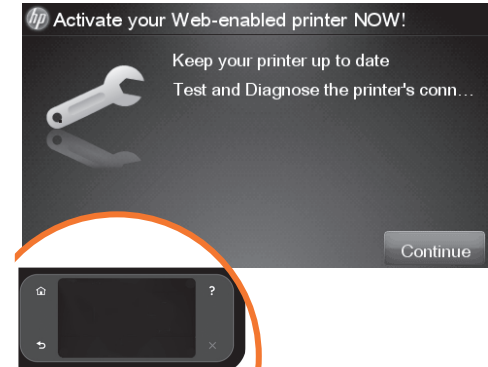 hp Activate your Web-enabled printer NOW!
Keep your printer up to date
Test and Diagnose the printer's conn...
Continue
?